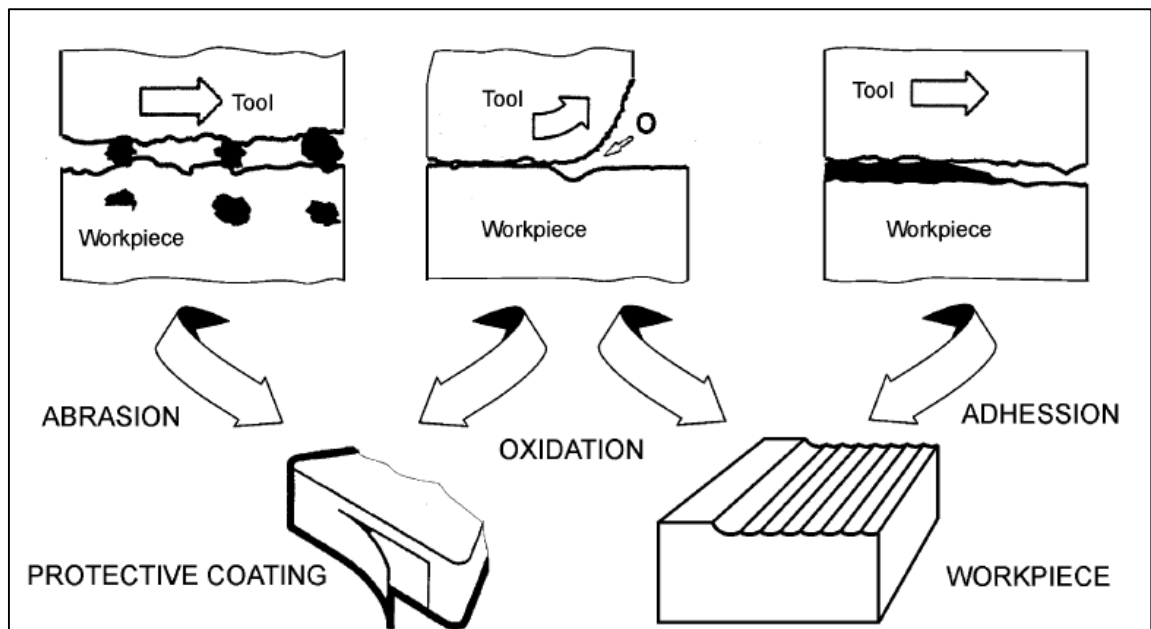 Tool
Workpiece
Tool
O
Workpiece
Tool
Workpiece
ABRASION
OXIDATION
ADHESSION
PROTECTIVE COATING
WORKPIECE